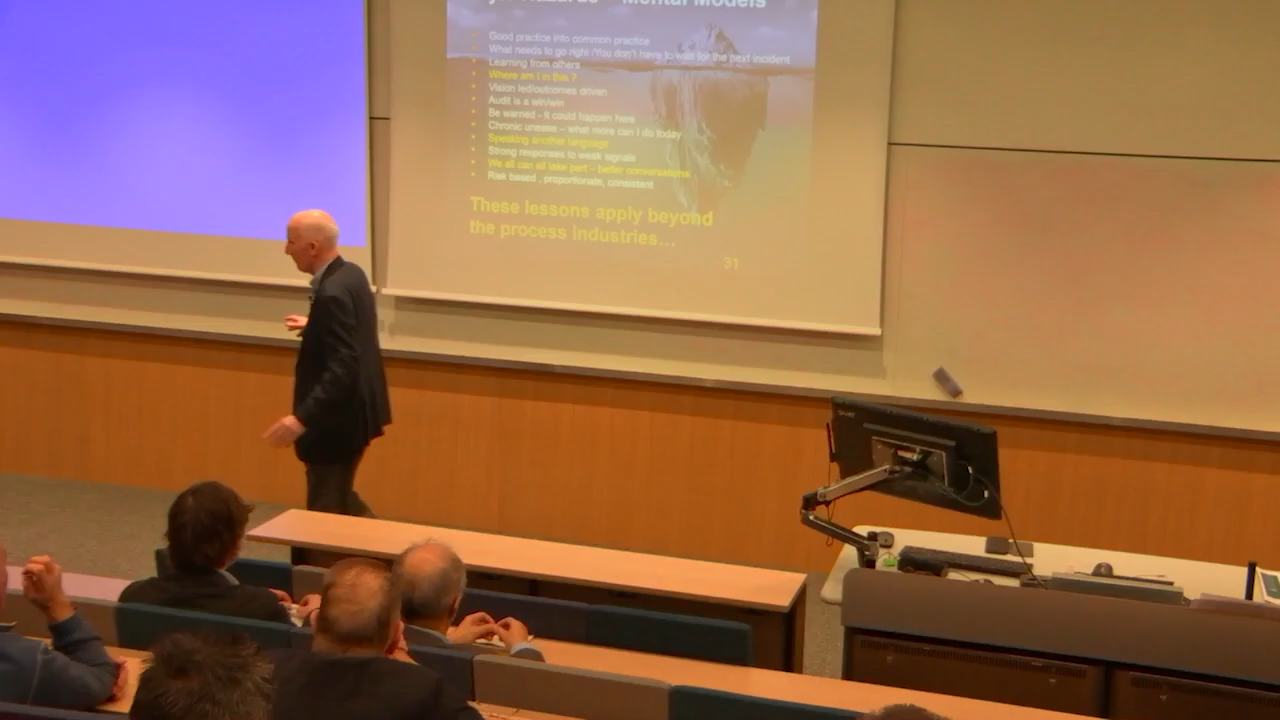 Hazards – Mental Models
Good practice into common practice
What needs to go right /You don't have to wait for the next incident
Learning from others
Where am I in this ?
Vision led/outcomes driven
Audit is a win/win
Be warned - it could happen here
Chronic unease – what more can I do today
Speaking another language
Strong responses to weak signals
We all can all take part – better conversations
Risk based , proportionate, consistent
These lessons apply beyond
the process industries…
31